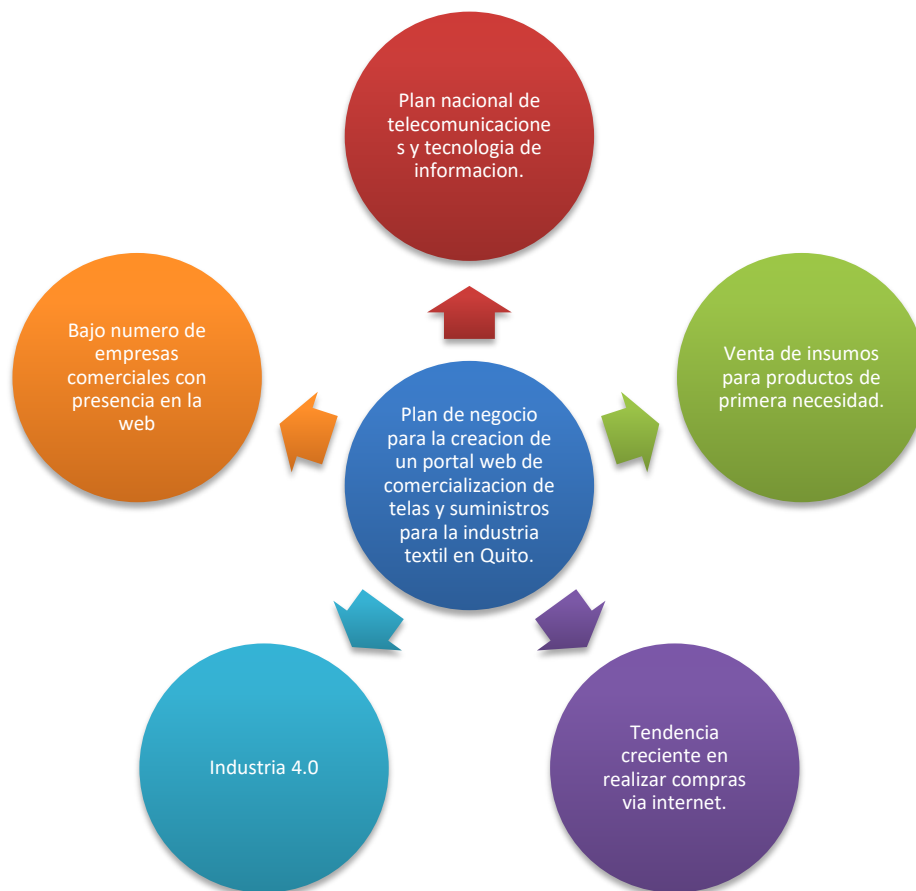 Plan nacional de
telecomunicacione
s y tecnologia de
informacion.
Bajo numero de
empresas
comerciales con
presencia en la
web
Venta de insumos
para productos de
primera necesidad.
Plan de negocio
para la creacion de
un portal web de
comercializacion de
telas y suministros
para la industria
textil en Quito.
Industria 4.0
Tendencia
creciente en
realizar compras
via internet.